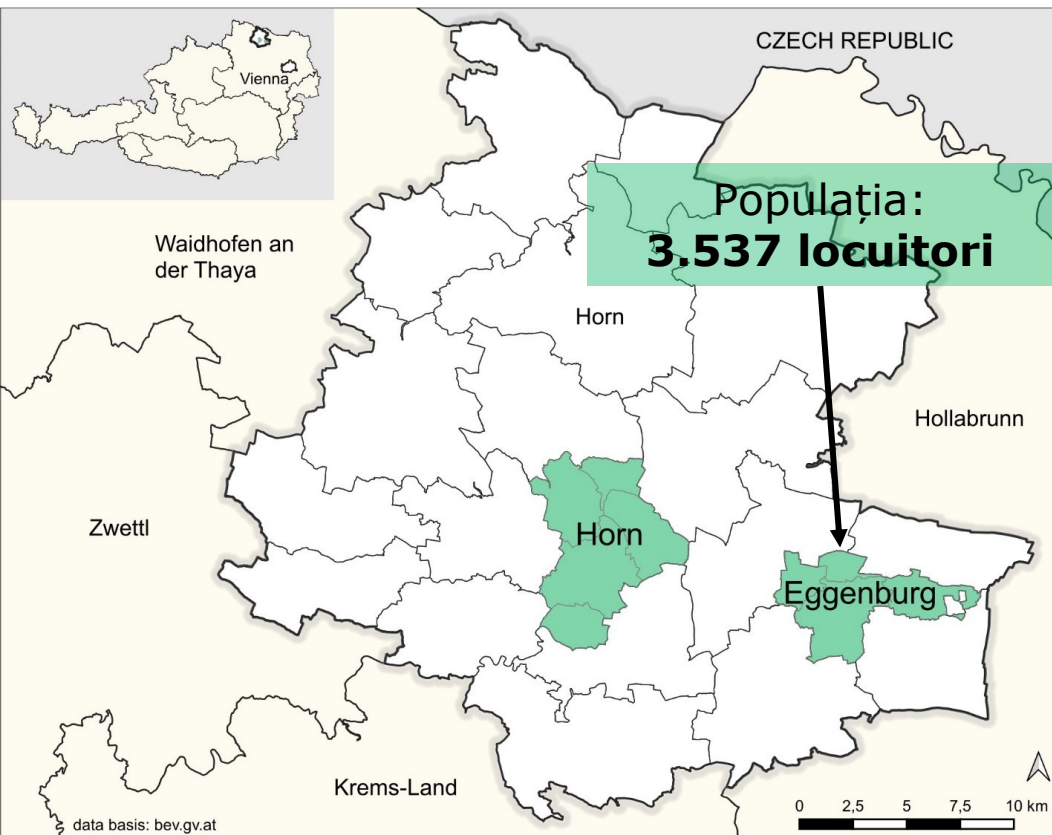 CZECH REPUBLIC
Vienna
Populația:
3.537 locuitori
Waidhofen an
der Thaya
Horn
Hollabrunn
Zwettl
Horn
Eggenburg
Krems-Land
0 2,5 5 7,5 10 km
data basis: bev.gv.at